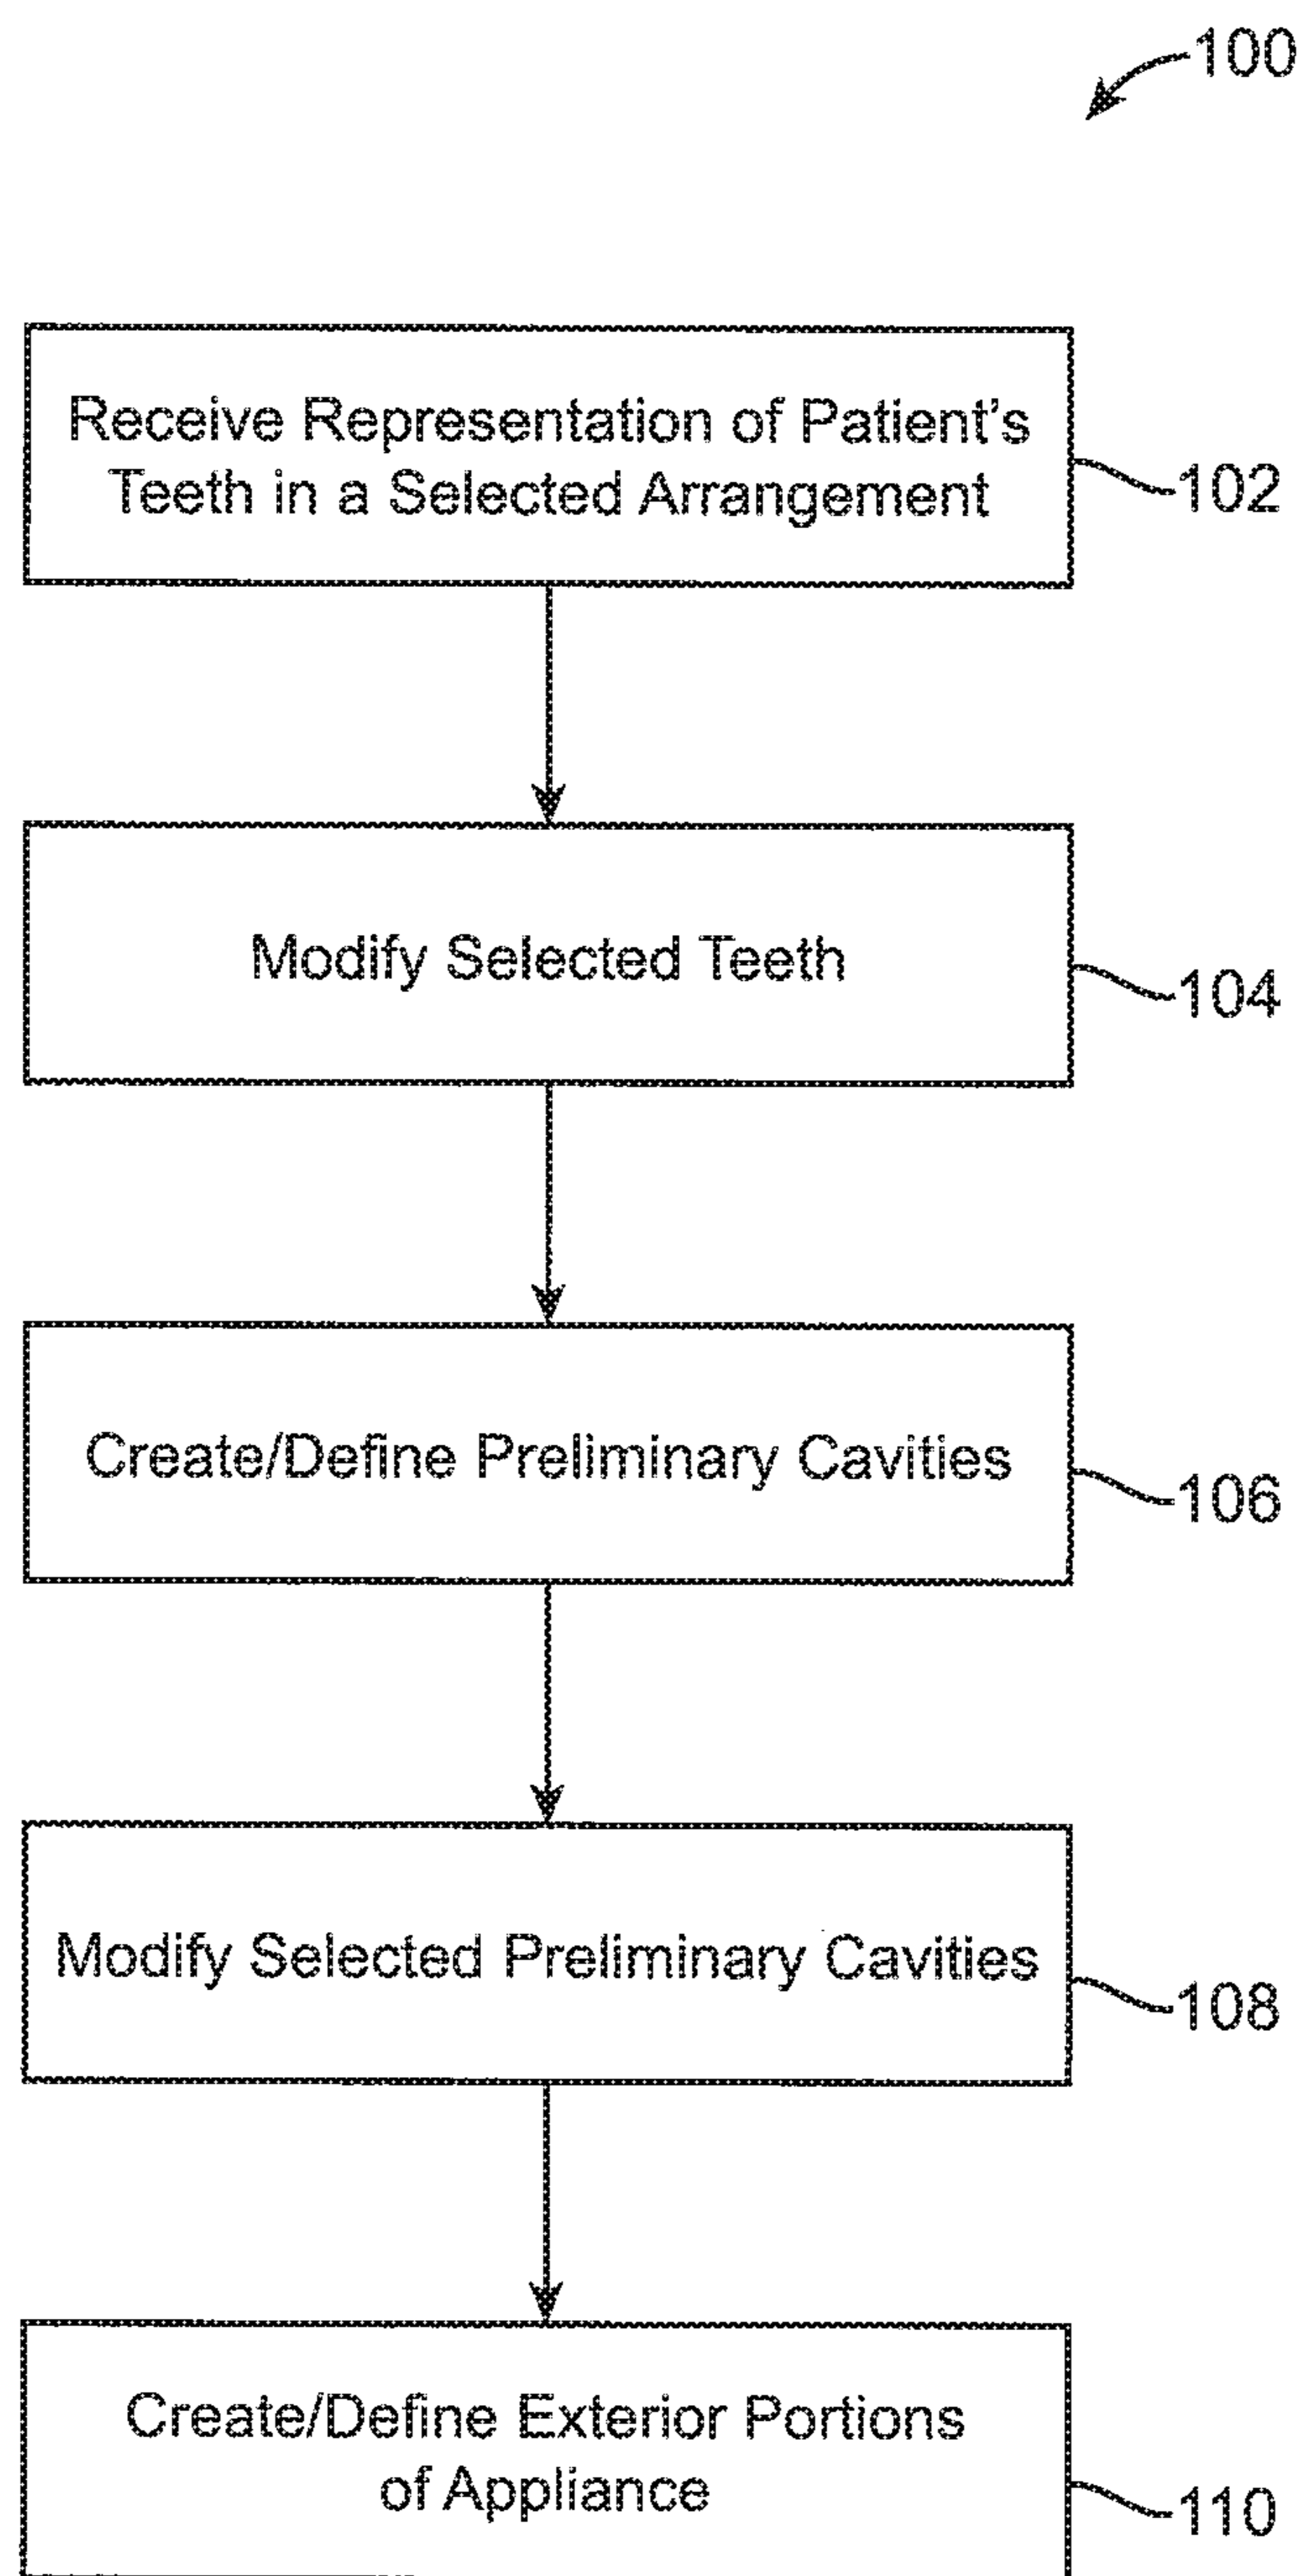 100
Receive Representation of Patient's
Teeth in a Selected Arrangement
102
Modify Selected Teeth
104
Create/Define Preliminary Cavities
106
Modify Selected Preliminary Cavities
108
Create/Define Exterior Portions
of Appliance
110